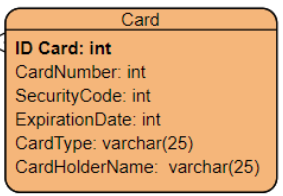 Card
ID Card: int
CardNumber: int
SecurityCode: int
ExpirationDate: int
CardType: varchar(25)
CardHolderName: varchar(25)